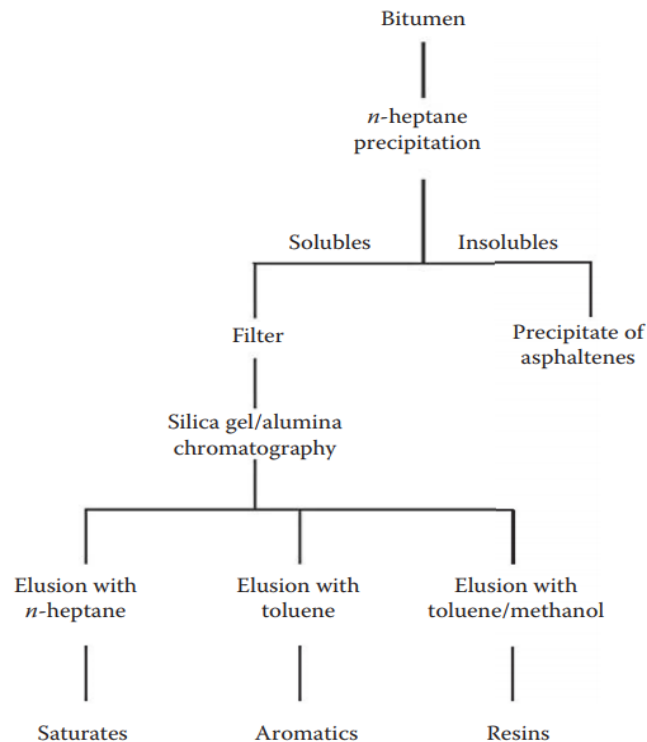 Bitumen
n-heptane
precipitation
Solubles
Insolubles
Filter
Precipitate of
asphaltenes
Silica gel/alumina
chromatography
Elusion with
n-heptane
Elusion with
toluene
Elusion with
toluene/methanol
Saturates
Aromatics
Resins